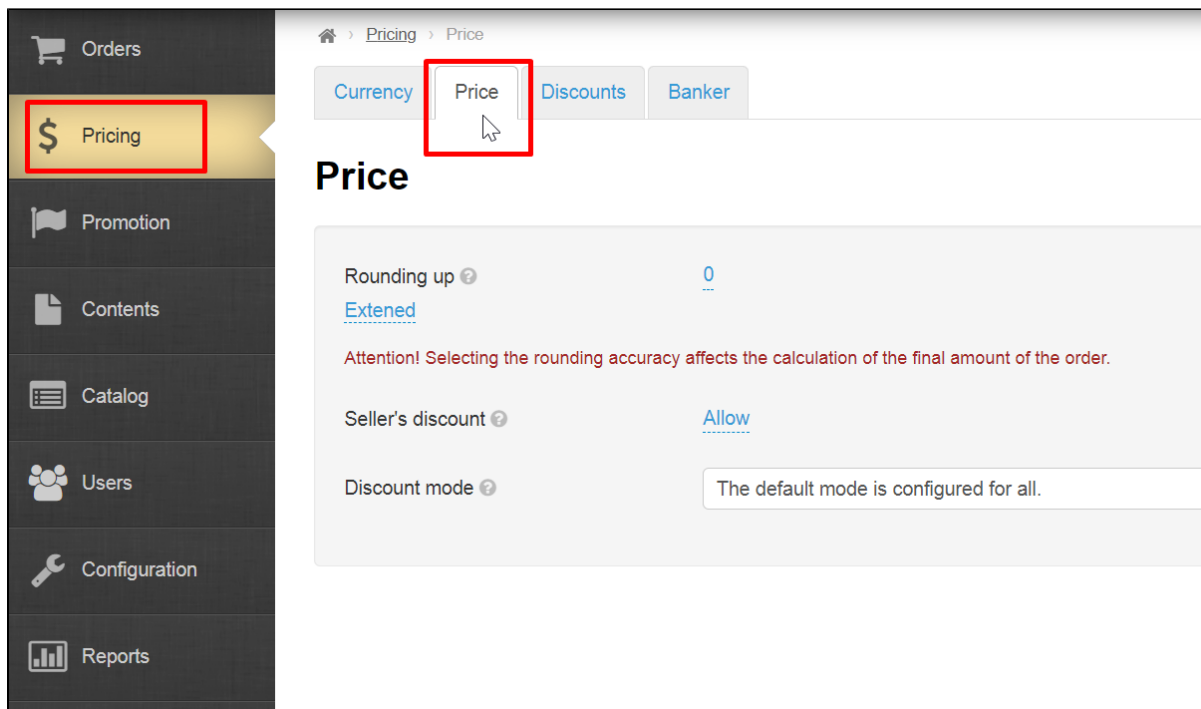 Orders
Pricing
Promotion
Contents
Catalog
Users
Configuration
Reports
› Pricing › Price
Currency Price Discounts Banker
Price
Rounding up 0
Extened
Attention! Selecting the rounding accuracy affects the calculation of the final amount of the order.
Seller's discount Allow
Discount mode The default mode is configured for all.